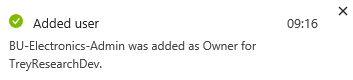 Added user 09:16
BU-Electronics-Admin was added as Owner for
TreyResearchDev.